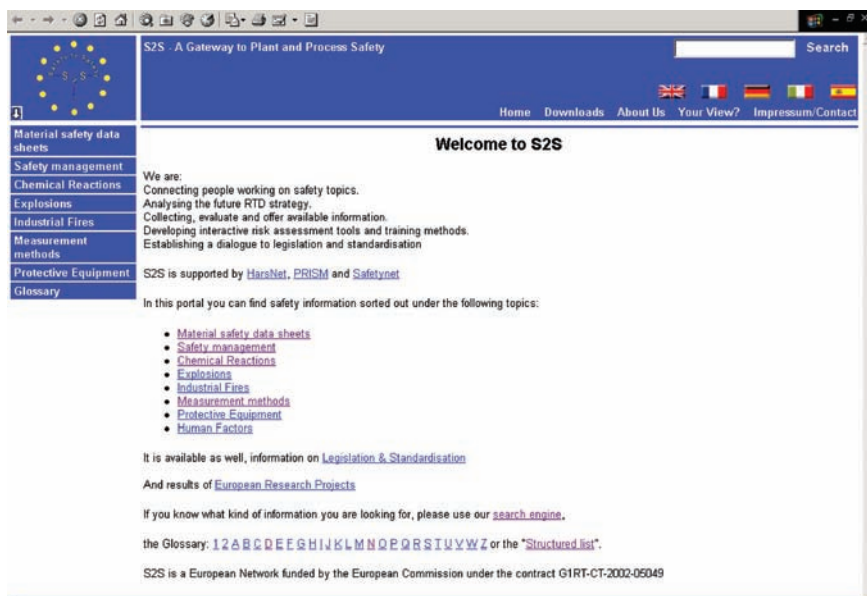 S2S - A Gateway to Plant and Process Safety
Search
S S
Home Downloads About Us Your View? Impressum/Contact
Material safety data
sheets
Safety management
Chemical Reactions
Explosions
Industrial Fires
Measurement
methods
Protective Equipment
Glossary
Welcome to S2S
We are:
Connecting people working on safety topics.
Analysing the future RTD strategy.
Collecting, evaluate and offer available information.
Developing interactive risk assessment tools and training methods.
Establishing a dialogue to legislation and standardisation
S2S is supported by HarsNet, PRISM and Safetynet
In this portal you can find safety information sorted out under the following topics:
Material safety data sheets
Safety management
Chemical Reactions
Explosions
Industrial Fires
Measurement methods
Protective Equipment
Human Factors
It is available as well, information on Legislation & Standardisation
And results of European Research Projects
If you know what kind of information you are looking for, please use our search engine,
the Glossary: 1 2 A B C D E F G H I J K L M N O P Q R S T U V W Z or the "Structured list".
S2S is a European Network funded by the European Commission under the contract G1RT-CT-2002-05049